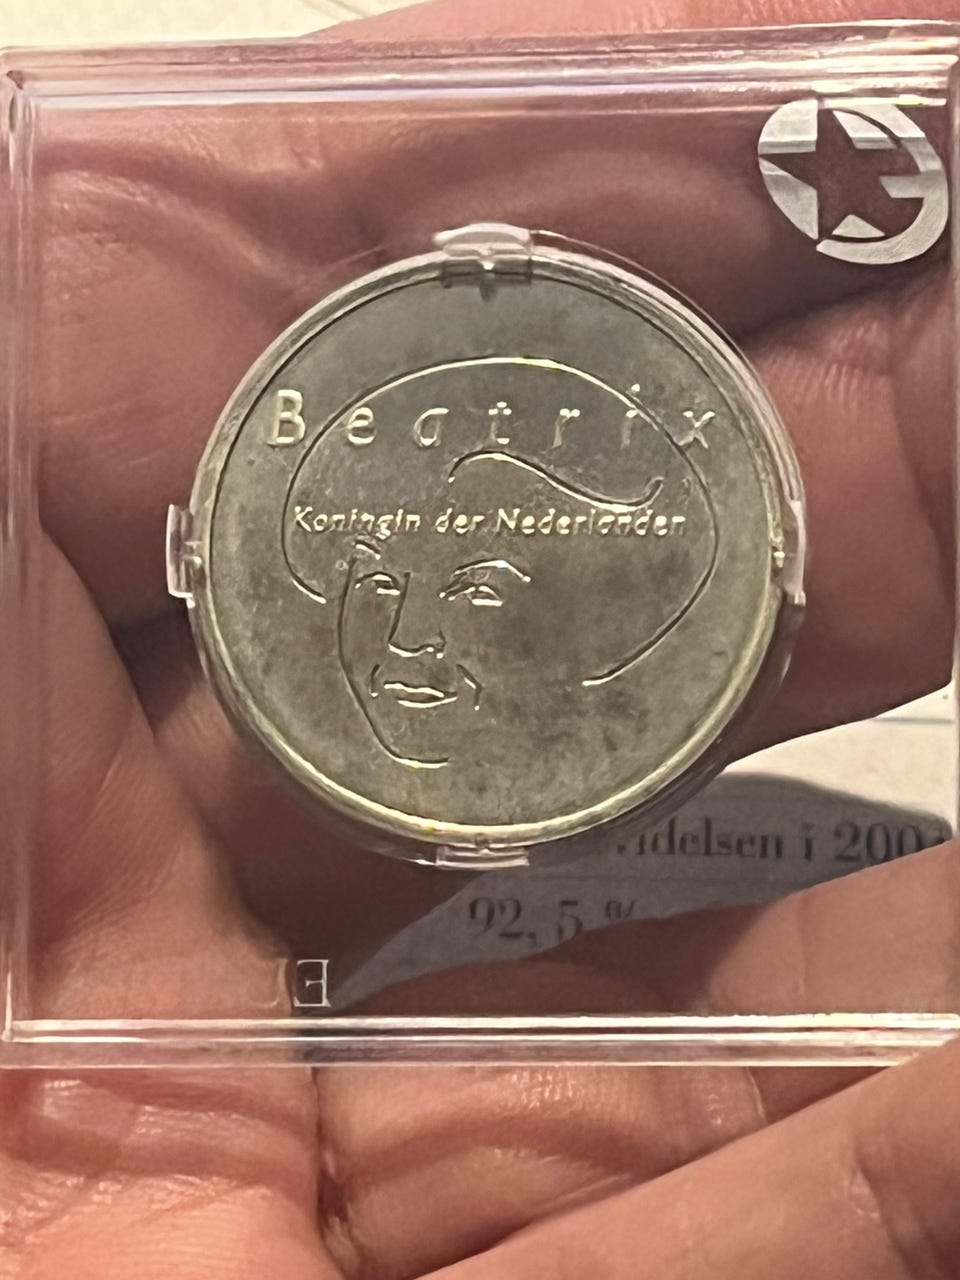 Beatrix
Koningin der Nederlanden
idelsen i 200
92, 5 %